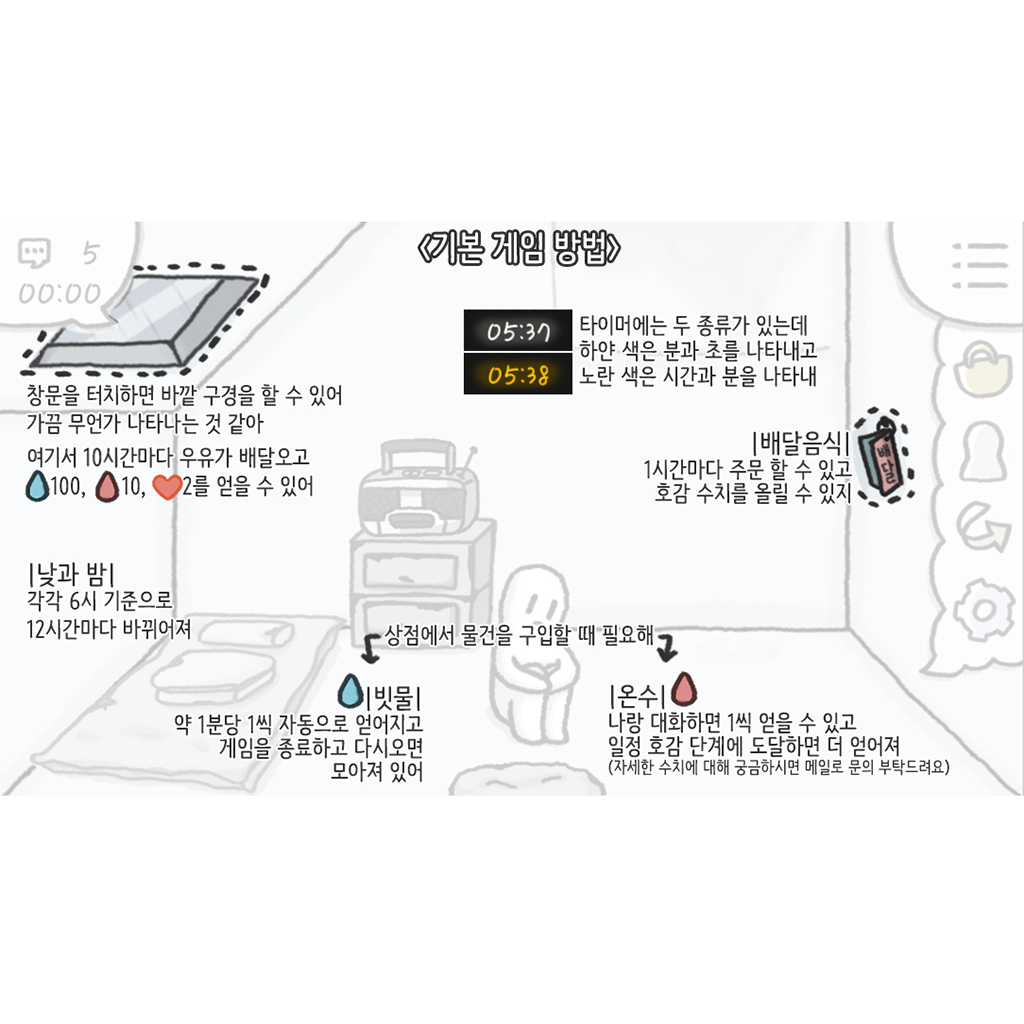 <기본 게임 방법>
5
00:00
05:37
05:38
타이머에는 두 종류가 있는데
하얀 색은 분과 초를 나타내고
노란 색은 시간과 분을 나타내
창문을 터치하면 바깥 구경을 할 수 있어
가끔 무언가 나타나는 것 같아
여기서 10시간마다 우유가 배달오고
100, 10, 2를 얻을 수 있어
|배달음식|
1시간마다 주문 할 수 있고
호감 수치를 올릴 수 있지
배달
|낮과 밤|
각각 6시 기준으로
12시간마다 바뀌어져
상점에서 물건을 구입할 때 필요해
|빗물|
약 1분당 1씩 자동으로 얻어지고
게임을 종료하고 다시오면
모아져 있어
|온수|
나랑 대화하면 1씩 얻을 수 있고
일정 호감 단계에 도달하면 더 얻어져
(자세한 수치에 대해 궁금하시면 메일로 문의 부탁드려요)